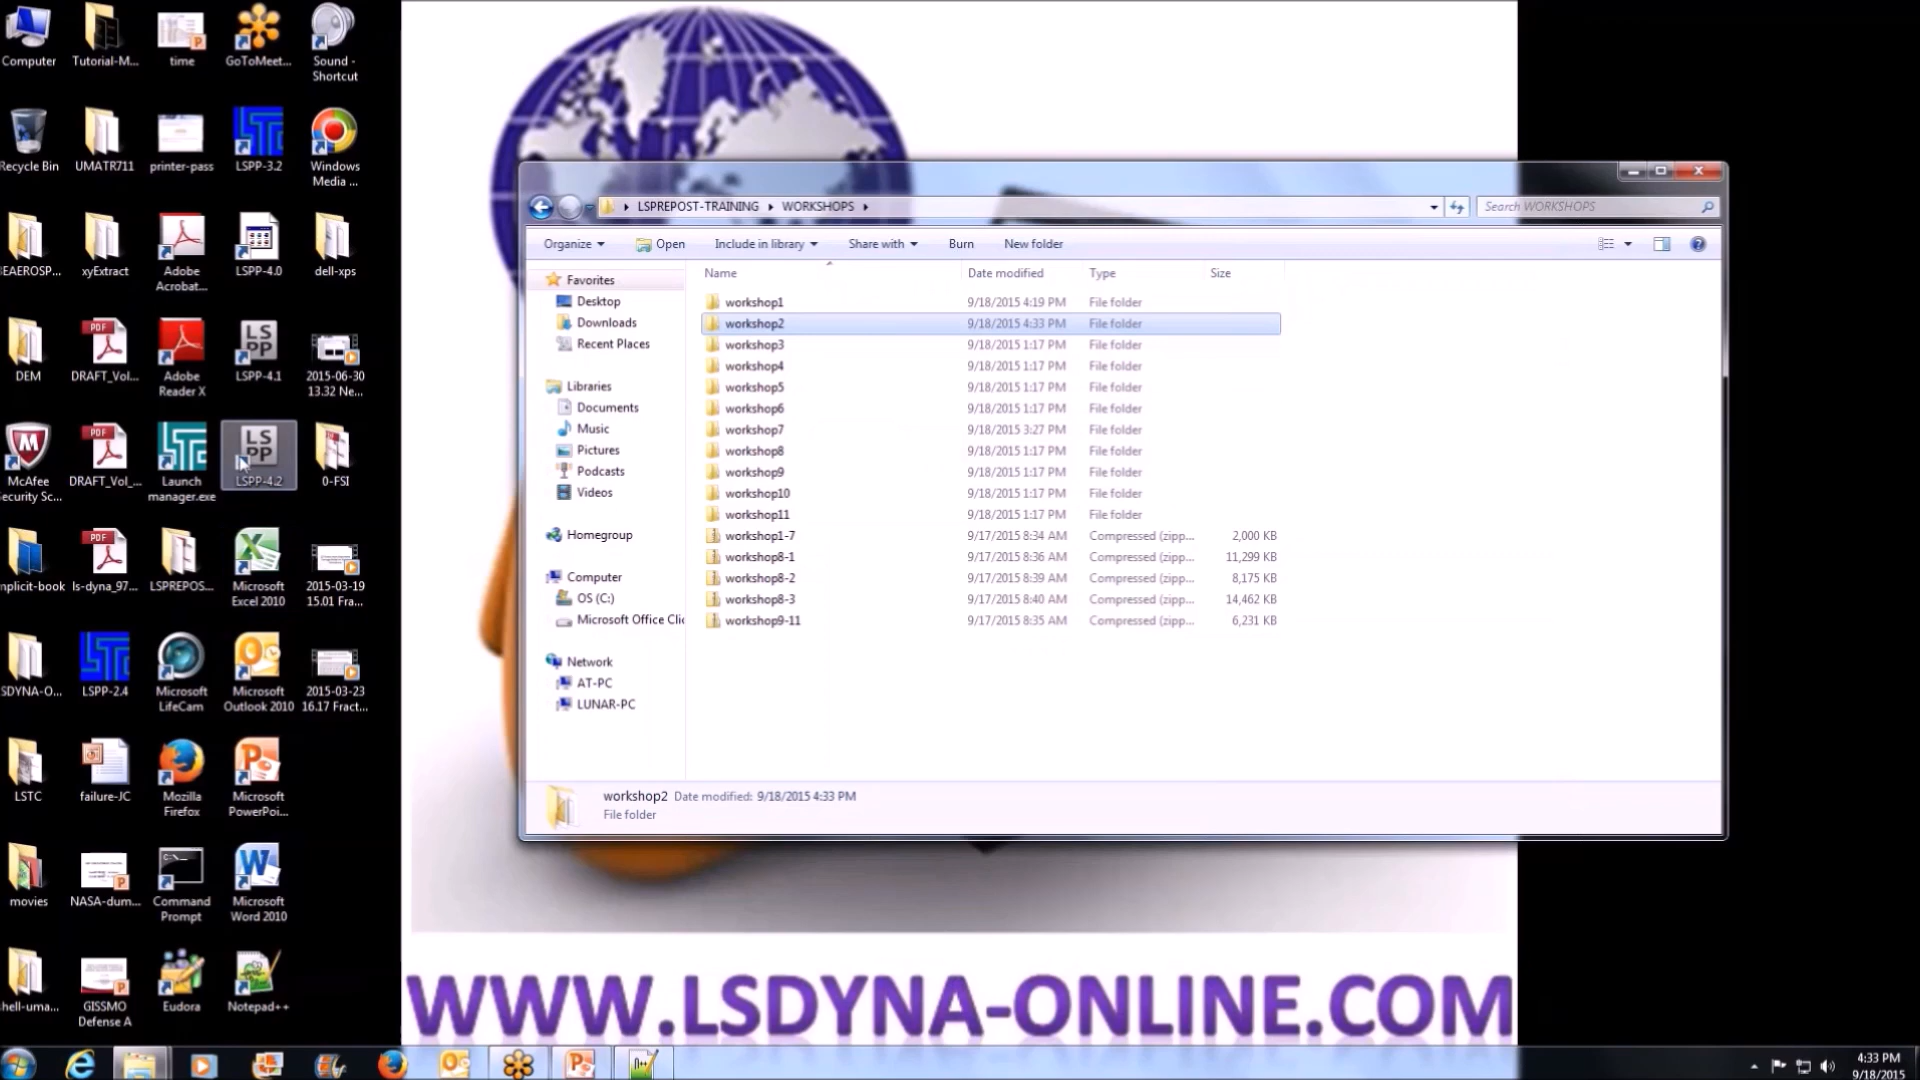 Computer
Tutorial-M...
time
GoToMeet...
Sound -
Shortcut
Recycle Bin
UMATR711
printer-pass
LSPP-3.2
Windows
Media ...
EAEROSP...
xyExtract
Adobe
Acrobat...
LSPP-4.0
dell-xps
DEM
PDF
DRAFT_Vol...
Adobe
Reader X
LS
PP
LSPP-4.1
2015-06-30
13.32 Ne...
McAfee
Security Sc...
PDF
DRAFT_Vol_...
Launch
manager.exe
LS
PP
LSPP-4.2
0-FSI
mplicit-book
PDF
ls-dyna_97...
LSPREPOS...
Microsoft
Excel 2010
2015-03-19
15.01 Fra...
SDYNA-O...
LSPP-2.4
Microsoft
LifeCam
Microsoft
Outlook 2010
2015-03-23
16.17 Fract...
LSTC
failure-JC
Mozilla
Firefox
Microsoft
PowerPoi...
movies
NASA-dum...
Command
Prompt
Microsoft
Word 2010
hell-uma...
GISSMO
Defense A
Eudora
Notepad++
LSPREPOST-TRAINING
WORKSHOPS
Search WORKSHOPS
Organize
Open
Include in library
Share with
Burn
New folder
Favorites
Desktop
Downloads
Recent Places
Libraries
Documents
Music
Pictures
Podcasts
Videos
Homegroup
Computer
OS (C:)
Microsoft Office Clic
Network
AT-PC
LUNAR-PC
Name Date modified Type Size
workshop1 9/18/2015 4:19 PM File folder
workshop2 9/18/2015 4:33 PM File folder
workshop3 9/18/2015 1:17 PM File folder
workshop4 9/18/2015 1:17 PM File folder
workshop5 9/18/2015 1:17 PM File folder
workshop6 9/18/2015 1:17 PM File folder
workshop7 9/18/2015 3:27 PM File folder
workshop8 9/18/2015 1:17 PM File folder
workshop9 9/18/2015 1:17 PM File folder
workshop10 9/18/2015 1:17 PM File folder
workshop11 9/18/2015 1:17 PM File folder
workshop1-7 9/17/2015 8:34 AM Compressed (zipp... 2,000 KB
workshop8-1 9/17/2015 8:36 AM Compressed (zipp... 11,299 KB
workshop8-2 9/17/2015 8:39 AM Compressed (zipp... 8,175 KB
workshop8-3 9/17/2015 8:40 AM Compressed (zipp... 14,462 KB
workshop9-11 9/17/2015 8:35 AM Compressed (zipp... 6,231 KB
workshop2 Date modified: 9/18/2015 4:33 PM
File folder
WWW.LSDYNA-ONLINE.COM
4:33 PM
9/18/2015